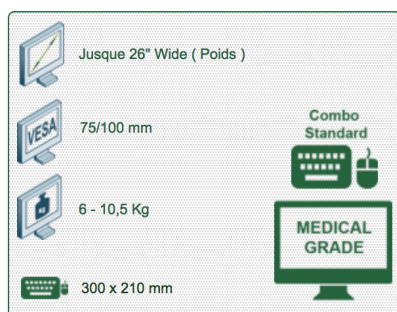 Jusque 26" Wide ( Poids )
VESA
75/100 mm
KG
6 - 10,5 Kg
300 x 210 mm
Combo
Standard
MEDICAL
GRADE